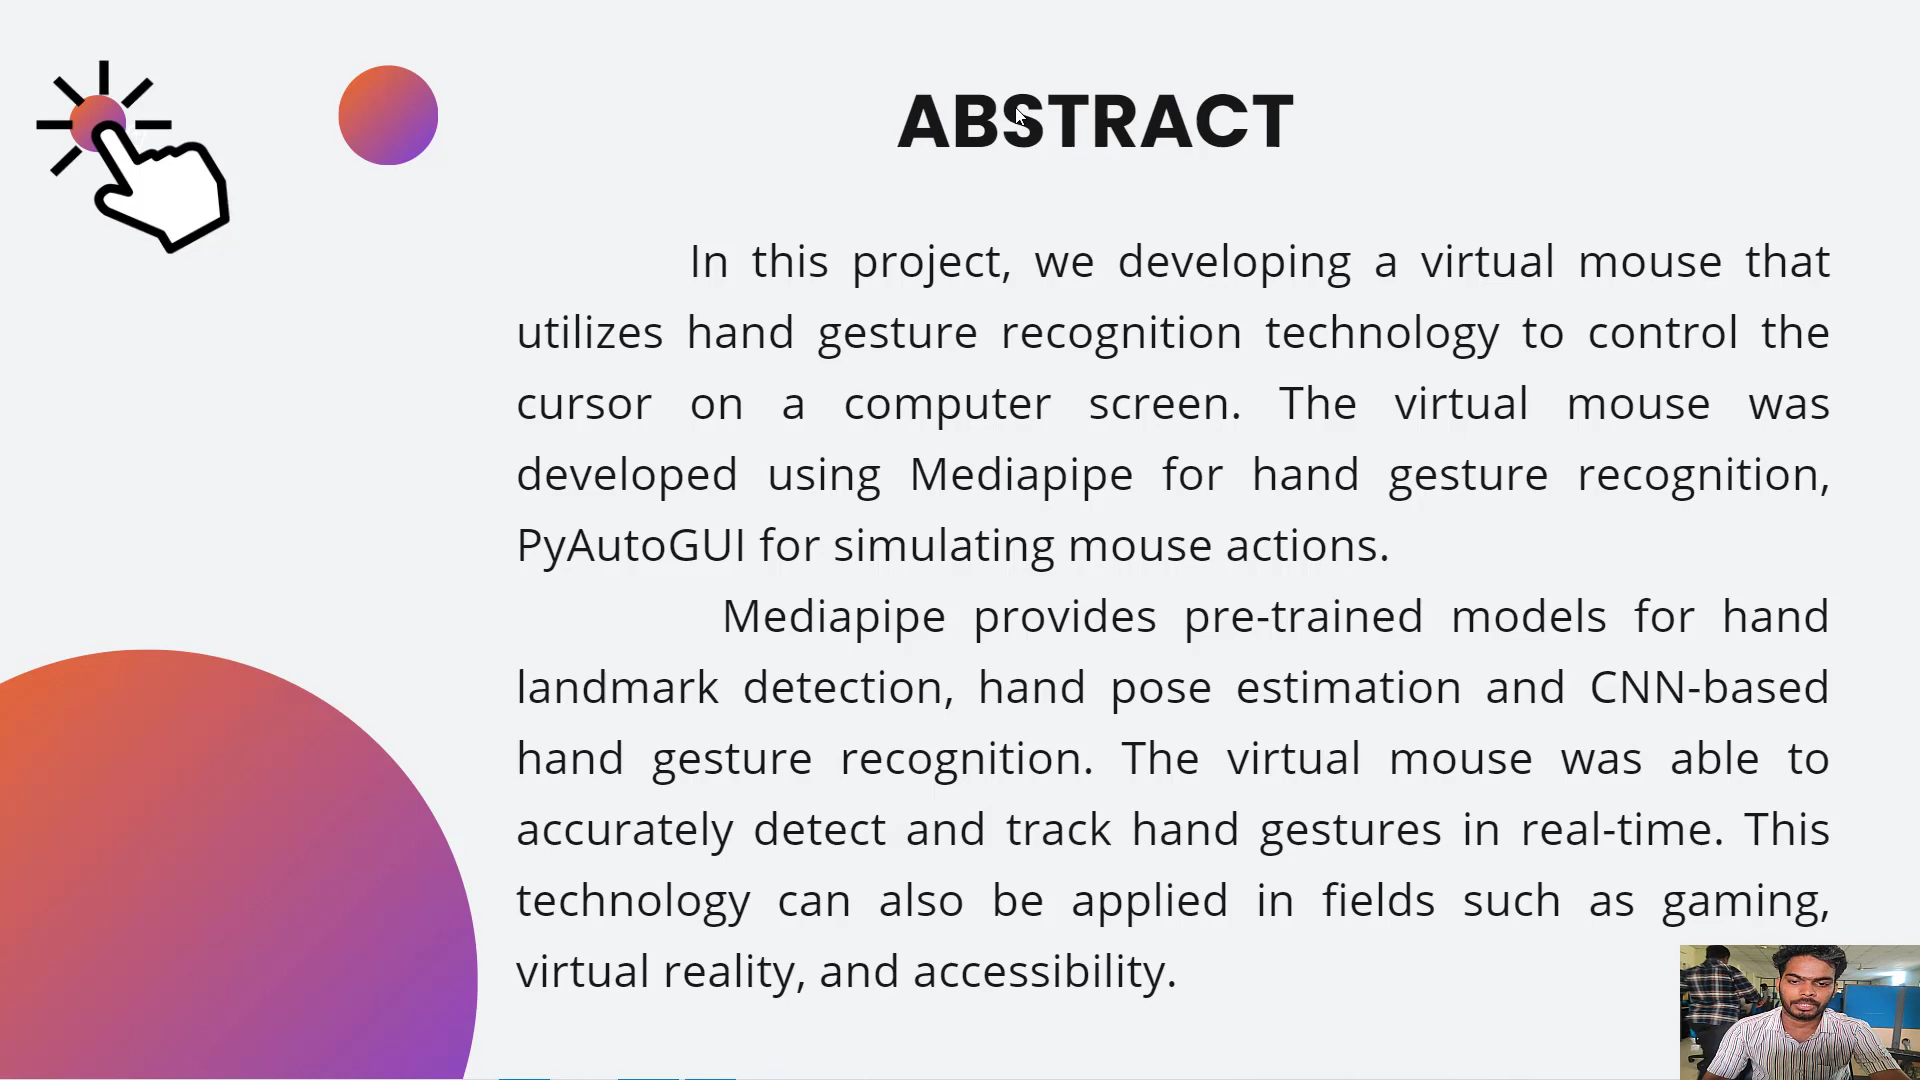 ABSTRACT
In this project, we developing a virtual mouse that
utilizes hand gesture recognition technology to control the
cursor on a computer screen. The virtual mouse was
developed using Mediapipe for hand gesture recognition,
PyAutoGUI for simulating mouse actions.
Mediapipe provides pre-trained models for hand
landmark detection, hand pose estimation and CNN-based
hand gesture recognition. The virtual mouse was able to
accurately detect and track hand gestures in real-time. This
technology can also be applied in fields such as gaming,
virtual reality, and accessibility.